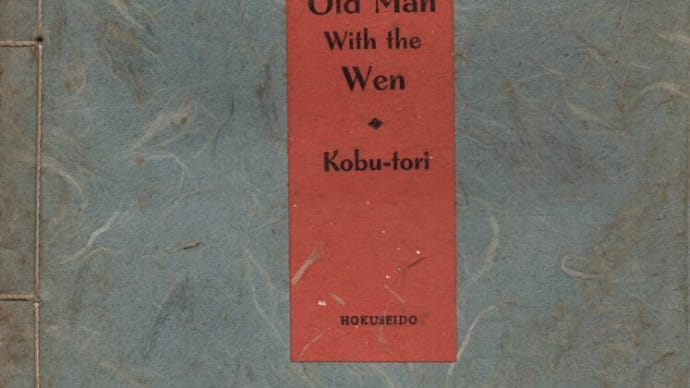 Old Man
With the
Wen
Kobu-tori
HOKUSEIDO